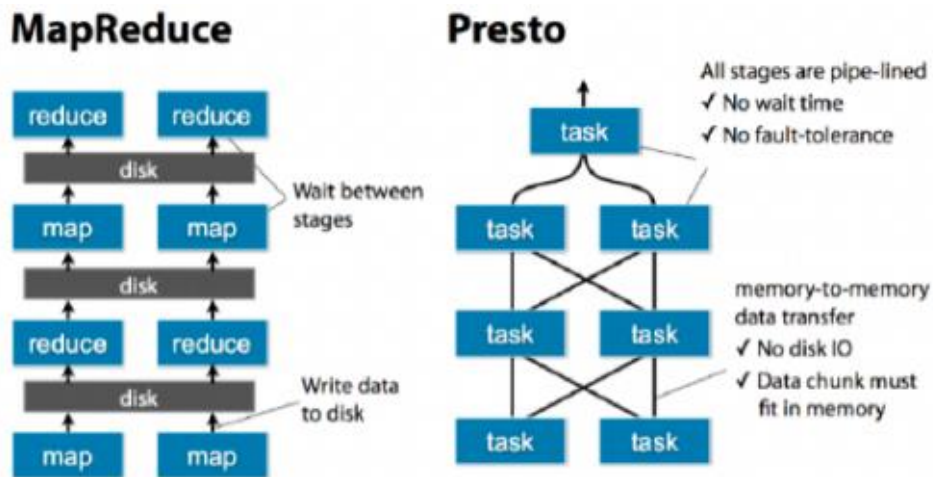 MapReduce
reduce reduce
disk
Wait between
stages
map map
disk
reduce reduce
Write data
to disk
disk
map map
Presto
All stages are pipe-lined
✓ No wait time
✓ No fault-tolerance
task
task task
memory-to-memory
data transfer
✓ No disk IO
✓ Data chunk must
fit in memory
task task
task task